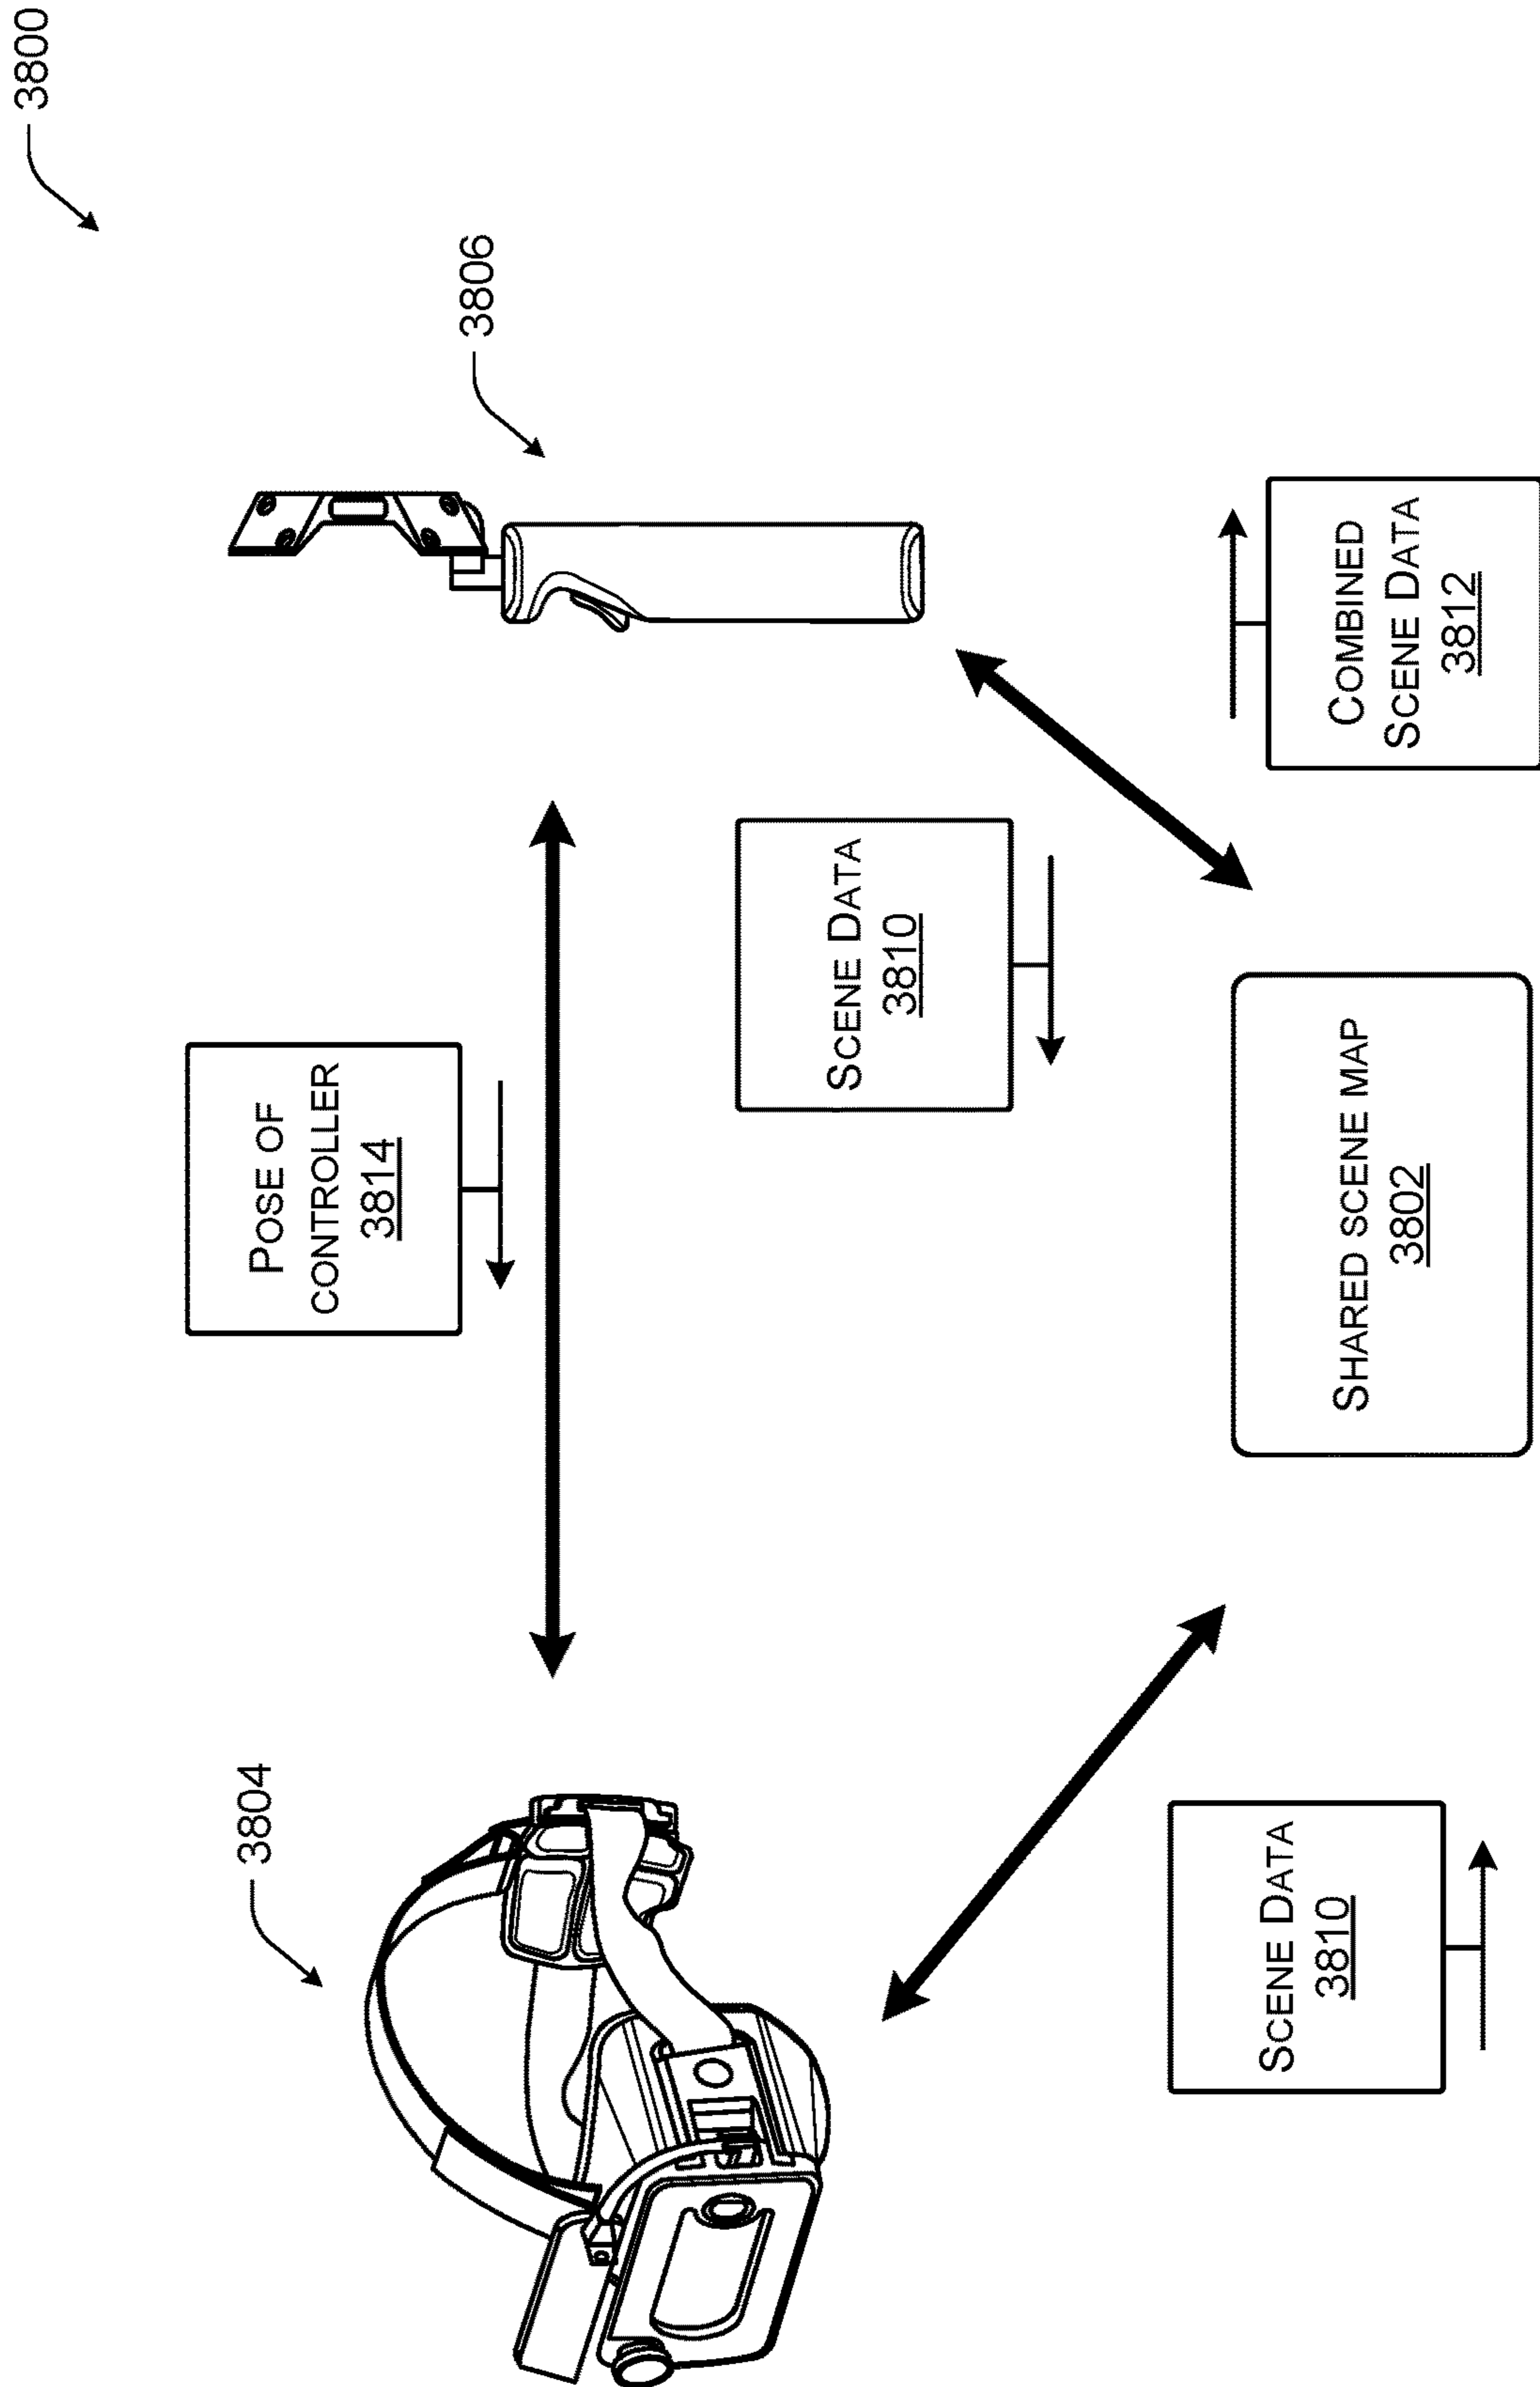 3800
3804
3806
POSE OF
CONTROLLER
3814
SCENE DATA
3810
SCENE DATA
3810
SHARED SCENE MAP
3802
COMBINED
SCENE DATA
3812